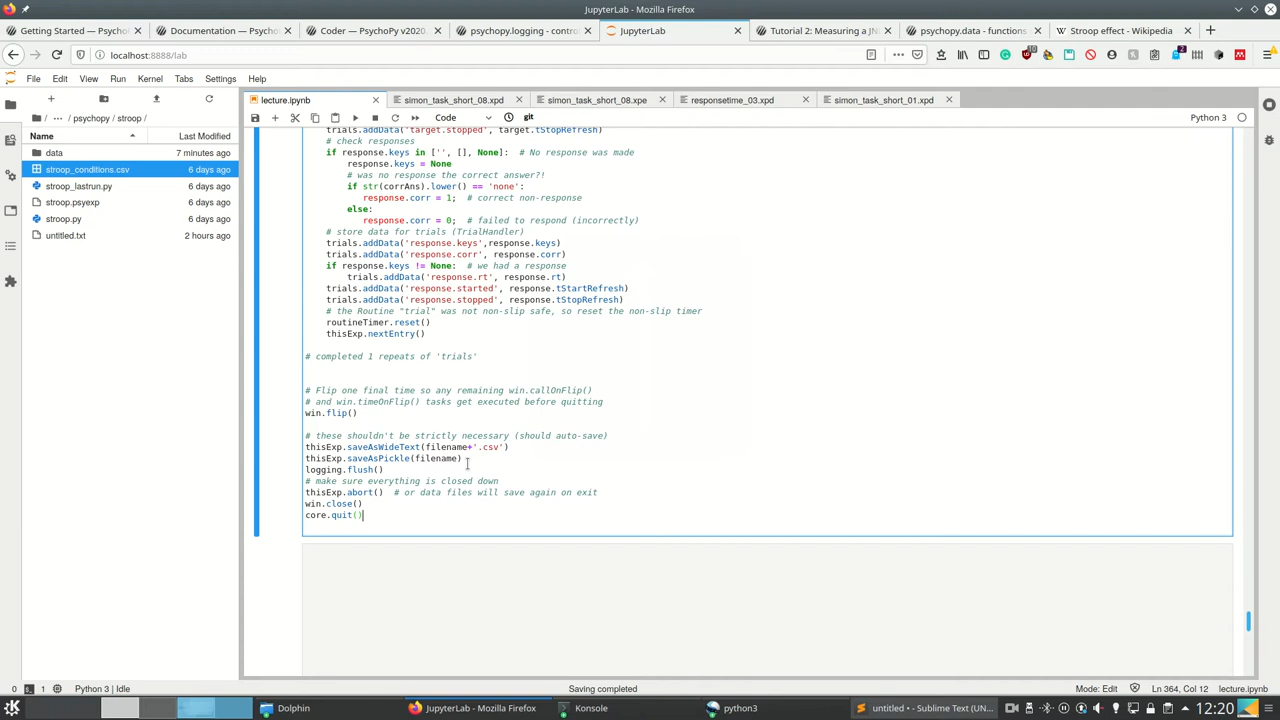 JupyterLab - Mozilla Firefox
Getting Started — Psycho
Documentation — Psycho
Coder — PsychoPy v2020
psychopy.logging - contro
JupyterLab
Tutorial 2: Measuring a JN
psychopy.data - functions
Stroop effect - Wikipedia
localhost:8888/lab
File Edit View Run Kernel Tabs Settings Help
lecture.ipynb
simon_task_short_08.xpd
simon_task_short_08.xpe
responsetime_03.xpd
simon_task_short_01.xpd
/ ··· / psychopy / stroop /
Code
git
Python 3
Name Last Modified
data 7 minutes ago
stroop_conditions.csv 6 days ago
stroop_lastrun.py 6 days ago
stroop.psyexp 6 days ago
stroop.py 6 days ago
untitled.txt 2 hours ago
trials.addData('target.stopped', target.tStopRefresh)
# check responses
if response.keys in ['', [], None]:  # No response was made
response.keys = None
# was no response the correct answer?!
if str(corrAns).lower() == 'none':
response.corr = 1;  # correct non-response
else:
response.corr = 0;  # failed to respond (incorrectly)
# store data for trials (TrialHandler)
trials.addData('response.keys',response.keys)
trials.addData('response.corr', response.corr)
if response.keys != None:  # we had a response
trials.addData('response.rt', response.rt)
trials.addData('response.started', response.tStartRefresh)
trials.addData('response.stopped', response.tStopRefresh)
# the Routine "trial" was not non-slip safe, so reset the non-slip timer
routineTimer.reset()
thisExp.nextEntry()
# completed 1 repeats of 'trials'
# Flip one final time so any remaining win.callOnFlip()
# and win.timeOnFlip() tasks get executed before quitting
win.flip()
# these shouldn't be strictly necessary (should auto-save)
thisExp.saveAsWideText(filename+'.csv')
thisExp.saveAsPickle(filename)
logging.flush()
# make sure everything is closed down
thisExp.abort()  # or data files will save again on exit
win.close()
core.quit()
0 1 Python 3 | Idle
Saving completed
Mode: Edit
Ln 364, Col 12
lecture.ipynb
Dolphin
JupyterLab - Mozilla Firefox
Konsole
python3
untitled • - Sublime Text (UN...
12:20